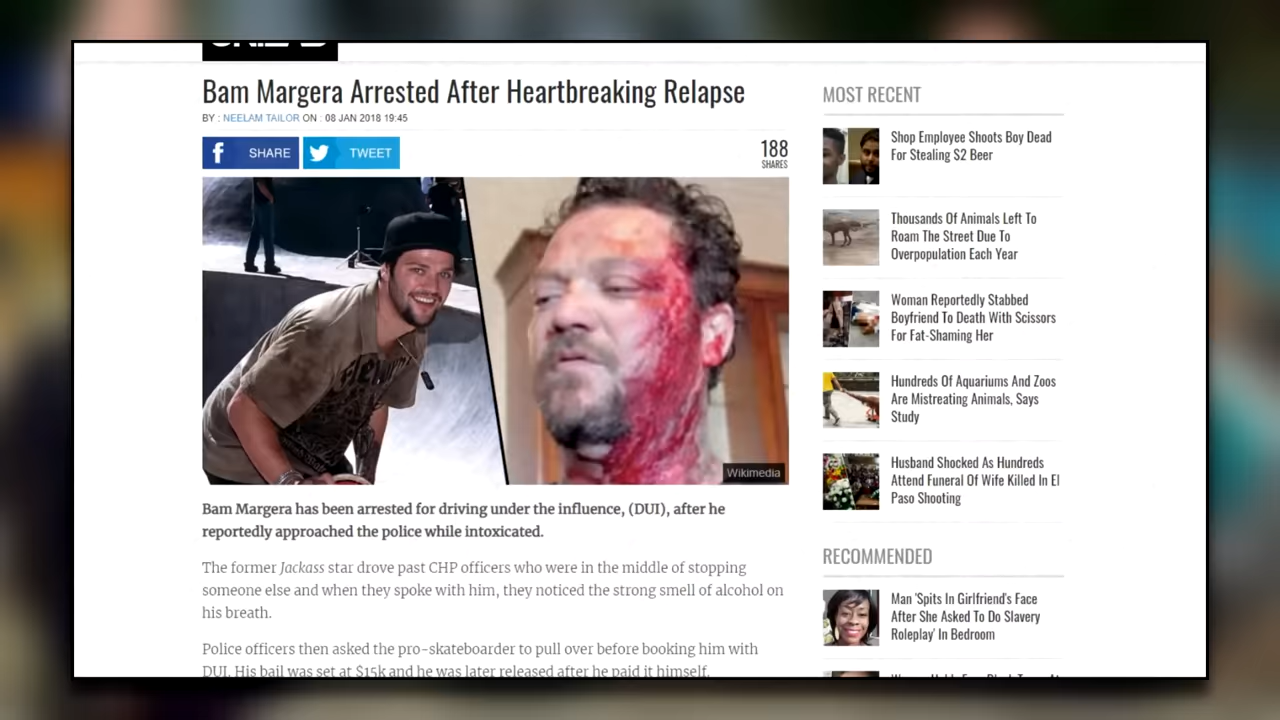 Bam Margera Arrested After Heartbreaking Relapse
BY : NEELAM TAILOR ON : 08 JAN 2018 19:45
SHARE
TWEET
188
SHARES
Wikimedia
Bam Margera has been arrested for driving under the influence, (DUI), after he
reportedly approached the police while intoxicated.
The former Jackass star drove past CHP officers who were in the middle of stopping
someone else and when they spoke with him, they noticed the strong smell of alcohol on
his breath.
Police officers then asked the pro-skateboarder to pull over before booking him with
DUI. His bail was set at $15k and he was later released after he paid it himself.
MOST RECENT
Shop Employee Shoots Boy Dead
For Stealing $2 Beer
Thousands Of Animals Left To
Roam The Street Due To
Overpopulation Each Year
Woman Reportedly Stabbed
Boyfriend To Death With Scissors
For Fat-Shaming Her
Hundreds Of Aquariums And Zoos
Are Mistreating Animals, Says
Study
Husband Shocked As Hundreds
Attend Funeral Of Wife Killed In El
Paso Shooting
RECOMMENDED
Man 'Spits In Girlfriend's Face
After She Asked To Do Slavery
Roleplay' In Bedroom